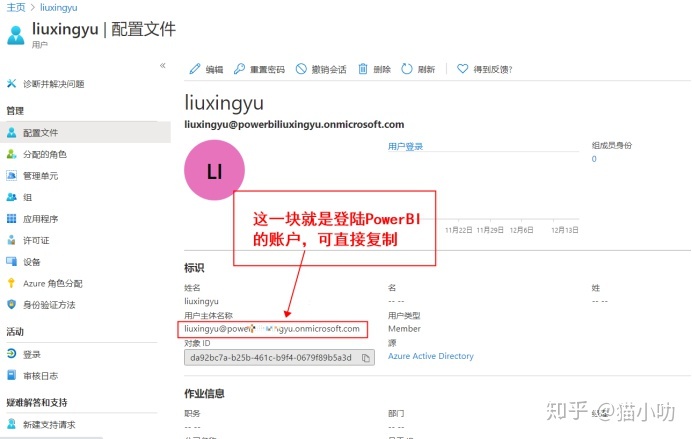 主页 > liuxingyu
liuxingyu | 配置文件
用户
«
诊断并解决问题
管理
配置文件
分配的角色
管理单元
组
应用程序
许可证
设备
Azure 角色分配
身份验证方法
活动
登录
审核日志
疑难解答和支持
新建支持请求
编辑 重置密码 撤销会话 删除 刷新 得到反馈?
liuxingyu
liuxingyu@powerbiliuxingyu.onmicrosoft.com
LI
用户登录
组成员身份
0
11月22日 11月29日 12月6日 12月13日
这一块就是登陆PowerBI
的账户，可直接复制
标识
姓名 名 姓
liuxingyu -- -- -- --
用户主体名称 用户类型
liuxingyu@power gyu.onmicrosoft.com Member
对象 ID 源
da92bc7a-b25b-461c-b9f4-0679f89b5a3d Azure Active Directory
作业信息
职务 部门
-- -- -- --
知乎 @猫小叻